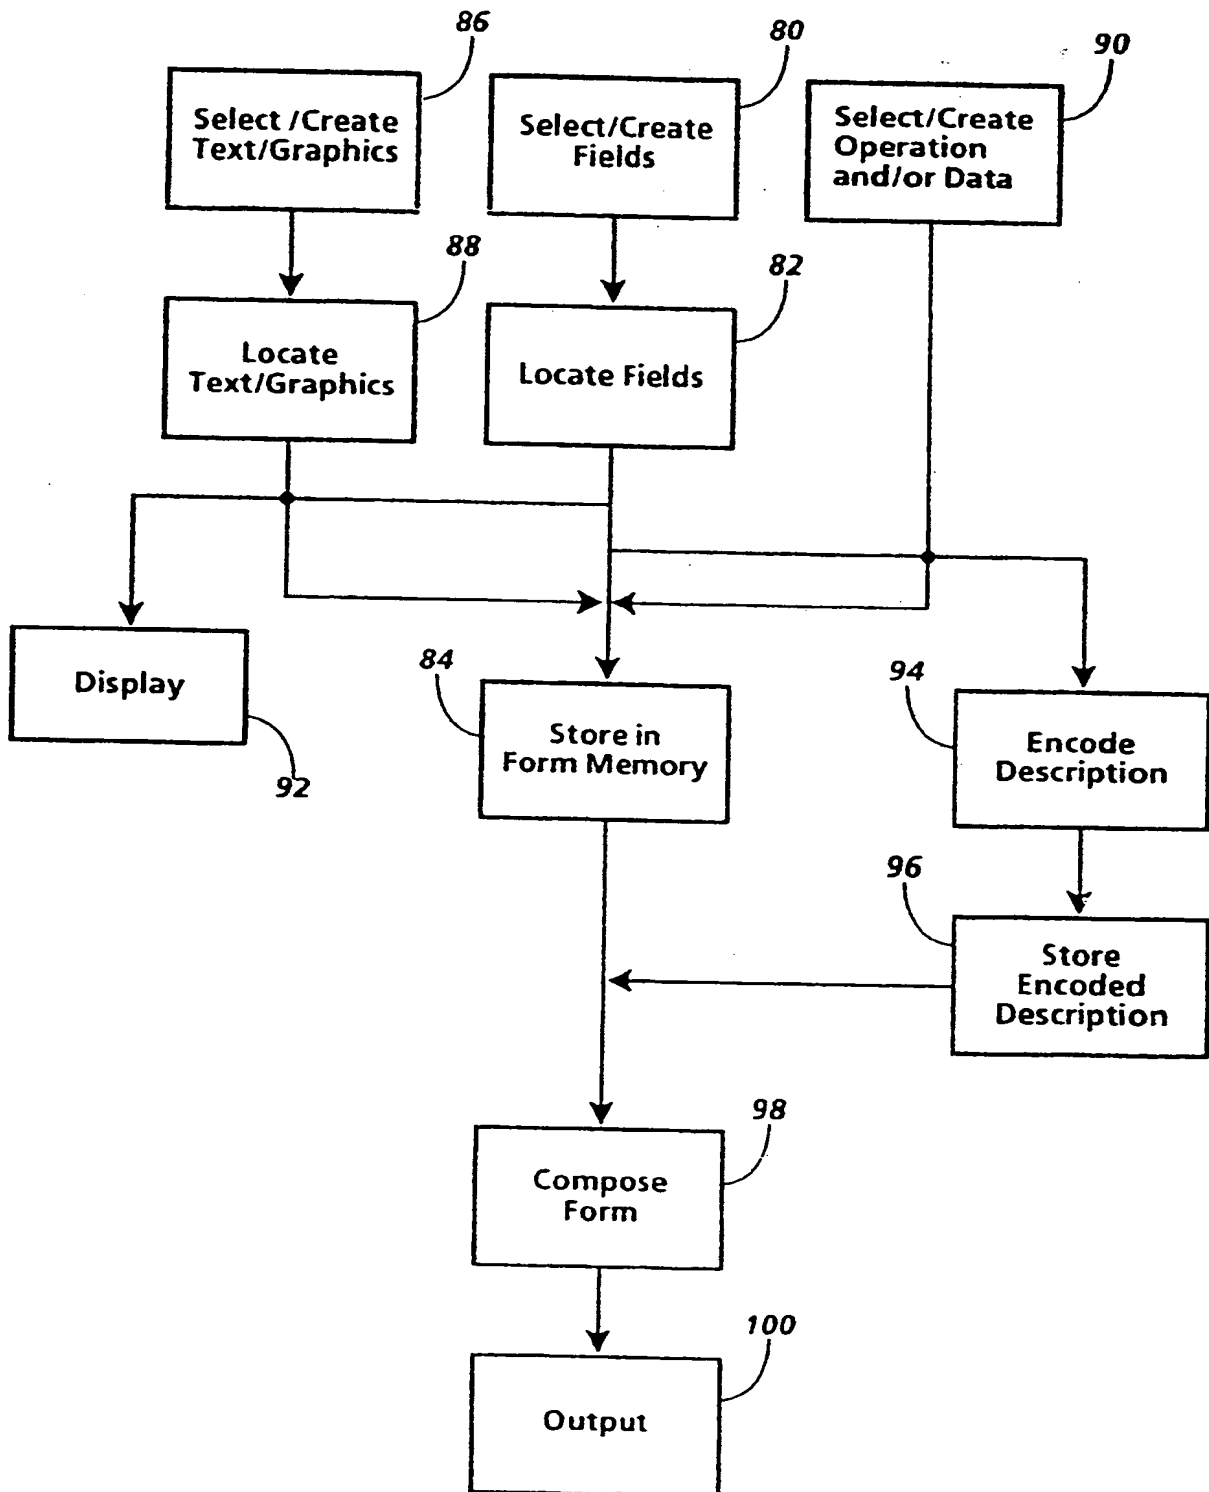 86
80
90
Select /Create
Text/Graphics
Select/Create
Fields
Select/Create
Operation
and/or Data
88
82
Locate
Text/Graphics
Locate Fields
Display
92
84
Store in
Form Memory
94
Encode
Description
96
Store
Encoded
Description
98
Compose
Form
100
Output